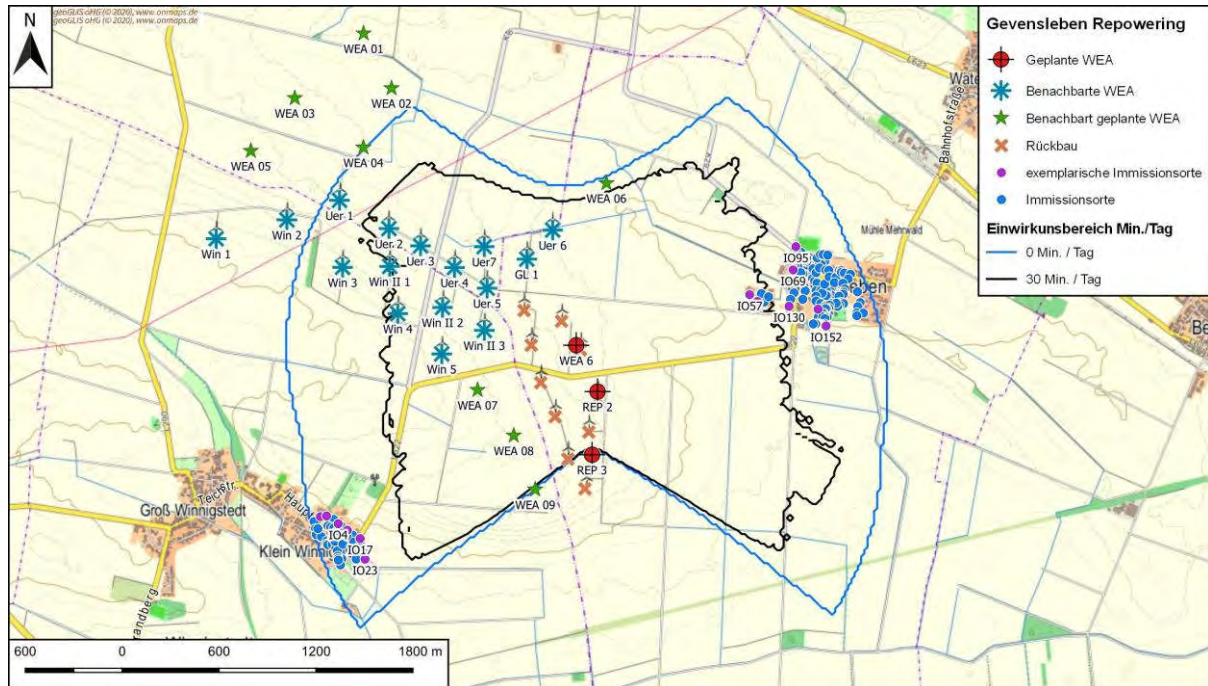 geoGLIS oHG (© 2020), www.onmaps.de
geoGLIS oHG (© 2020), www.onmaps.de
N
WEA 01
WEA 02
WEA 03
WEA 04
WEA 05
WEA 06
Uer 1
Win 2
Win 1
Uer 2
Uer 3
Uer7
Uer 6
GL 1
Win 3
Win II 1
Uer 4
Uer 5
Win 4
Win II 2
Win II 3
Win 5
WEA 6
WEA 07
REP 2
WEA 08
REP 3
WEA 09
IO95
IO69
IO57
IO130
IO152
eben
Mühle Mehrwald
Bahnhofstraße
L623
Groß Winnigstedt
Teichstr.
Klein Winni
IO4
IO17
IO23
L290
600 0 600 1200 1800 m
Gevensleben Repowering
Geplante WEA
Benachbarte WEA
Benachbart geplante WEA
Rückbau
exemplarische Immissionsorte
Immissionsorte
Einwirkunsbereich Min./Tag
0 Min. / Tag
30 Min. / Tag